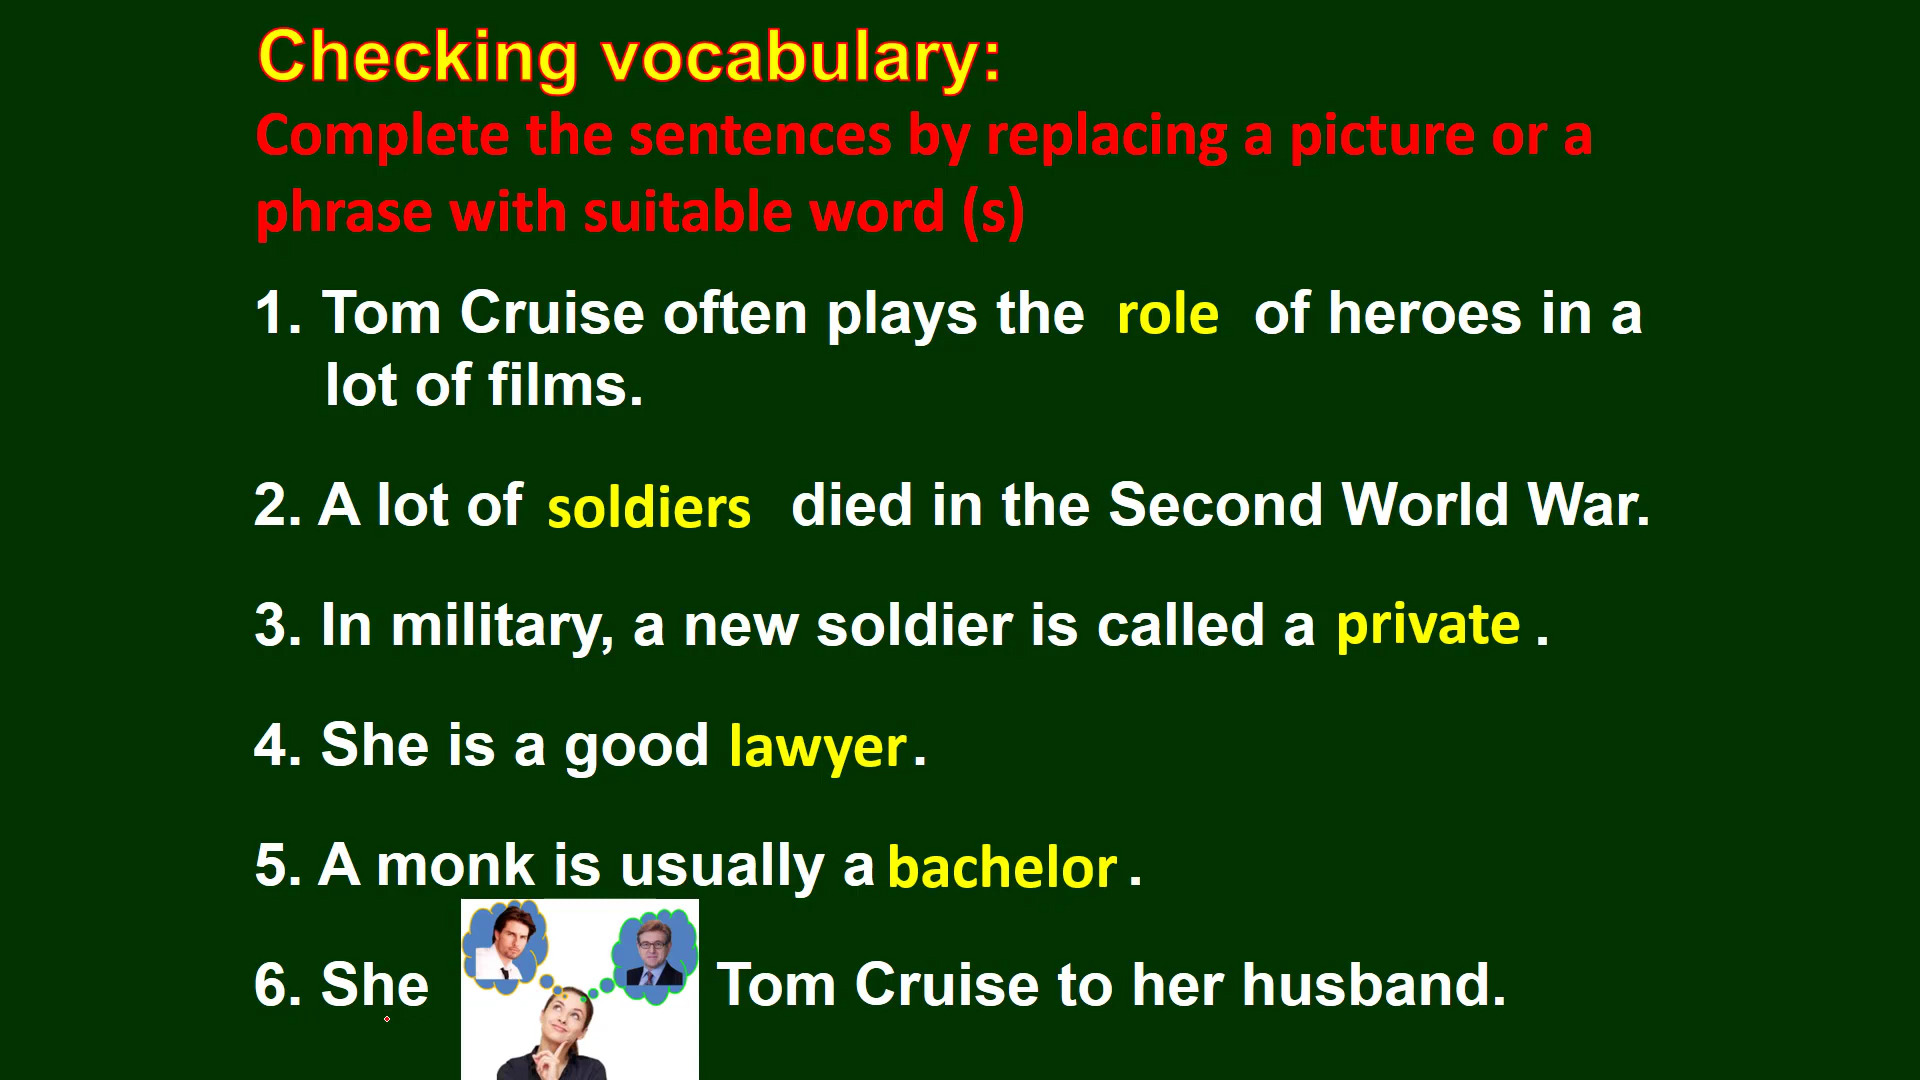 Checking vocabulary:
Complete the sentences by replacing a picture or a
phrase with suitable word (s)
1. Tom Cruise often plays the role of heroes in a
lot of films.
2. A lot of soldiers died in the Second World War.
3. In military, a new soldier is called a private .
4. She is a good lawyer.
5. A monk is usually a bachelor .
6. She Tom Cruise to her husband.